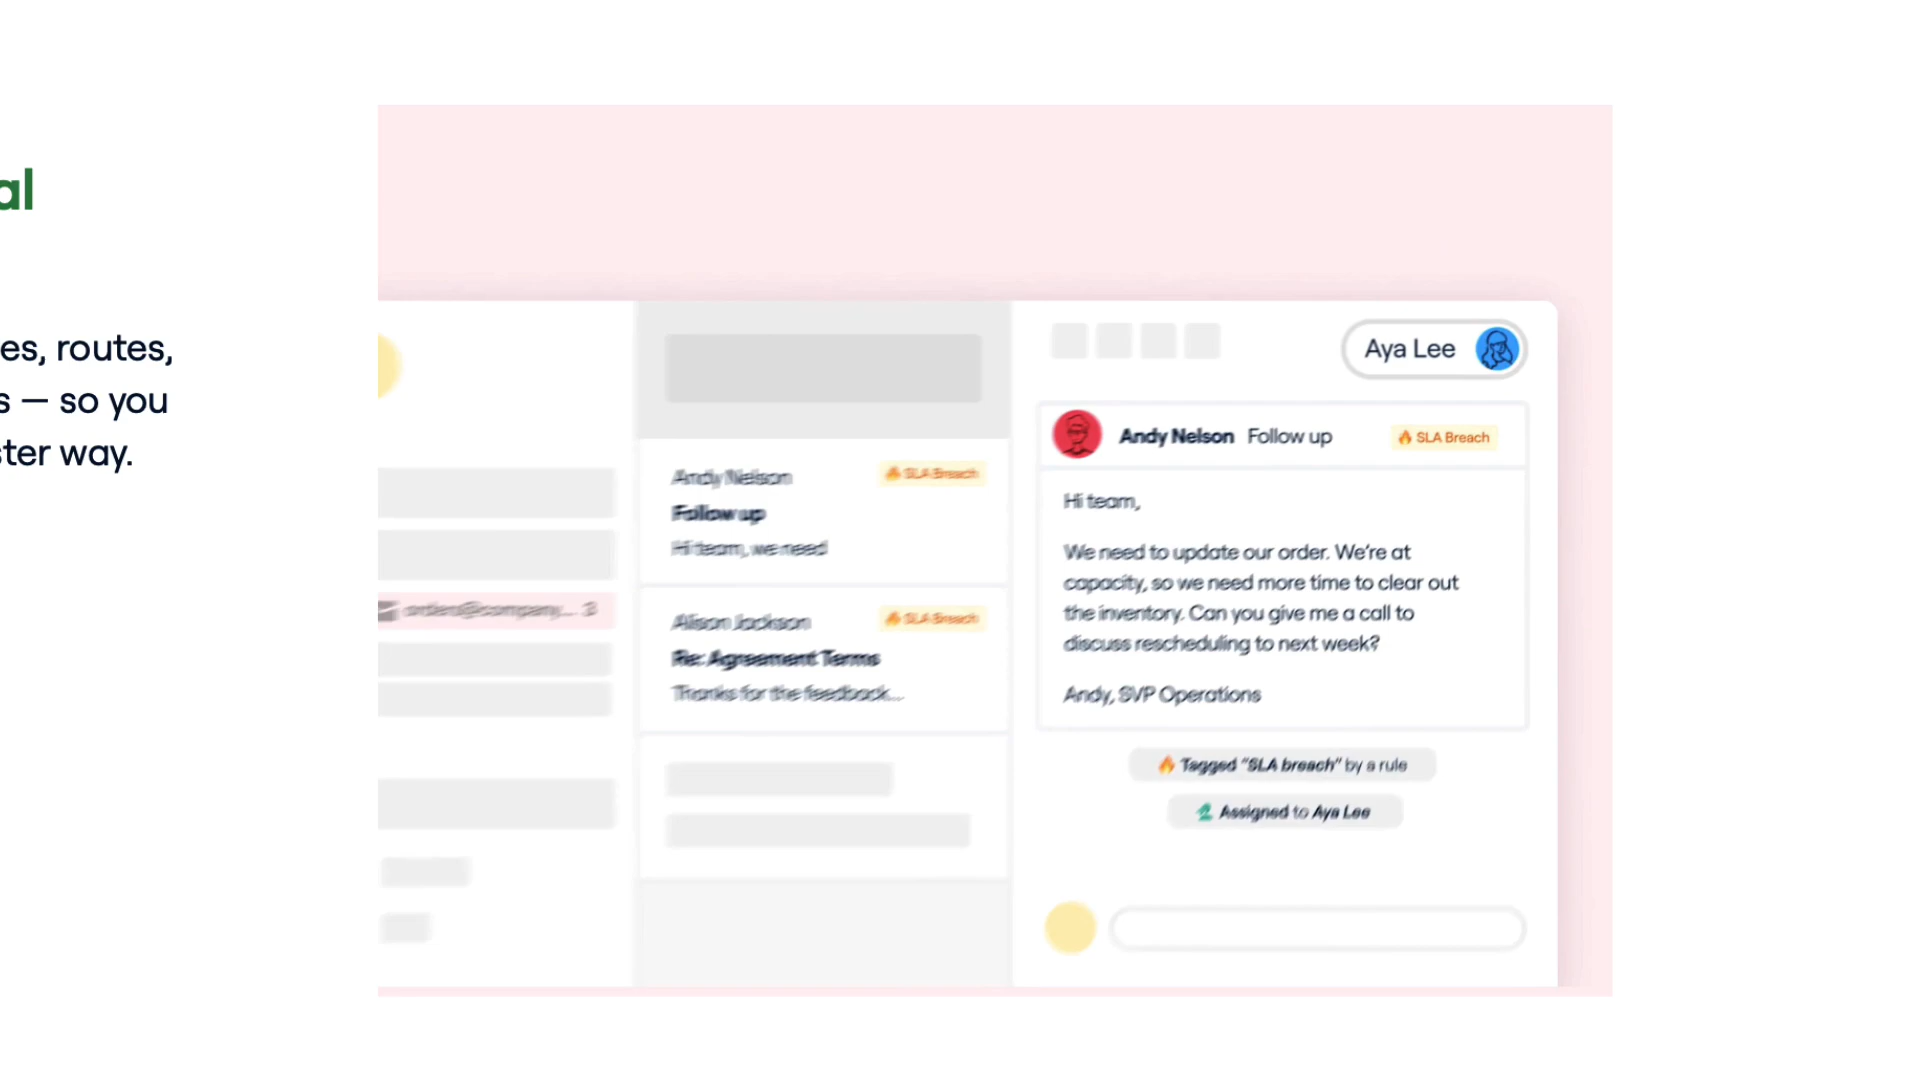 al
es, routes,
s — so you
ster way.
orders@company... 3
Andy Nelson
SLA Breach
Follow up
Hi team, we need
Alison Jackson
SLA Breach
Re: Agreement Terms
Thanks for the feedback...
Aya Lee
Andy Nelson Follow up
SLA Breach
Hi team,
We need to update our order. We're at
capacity, so we need more time to clear out
the inventory. Can you give me a call to
discuss rescheduling to next week?
Andy, SVP Operations
Tagged "SLA breach" by a rule
Assigned to Aya Lee